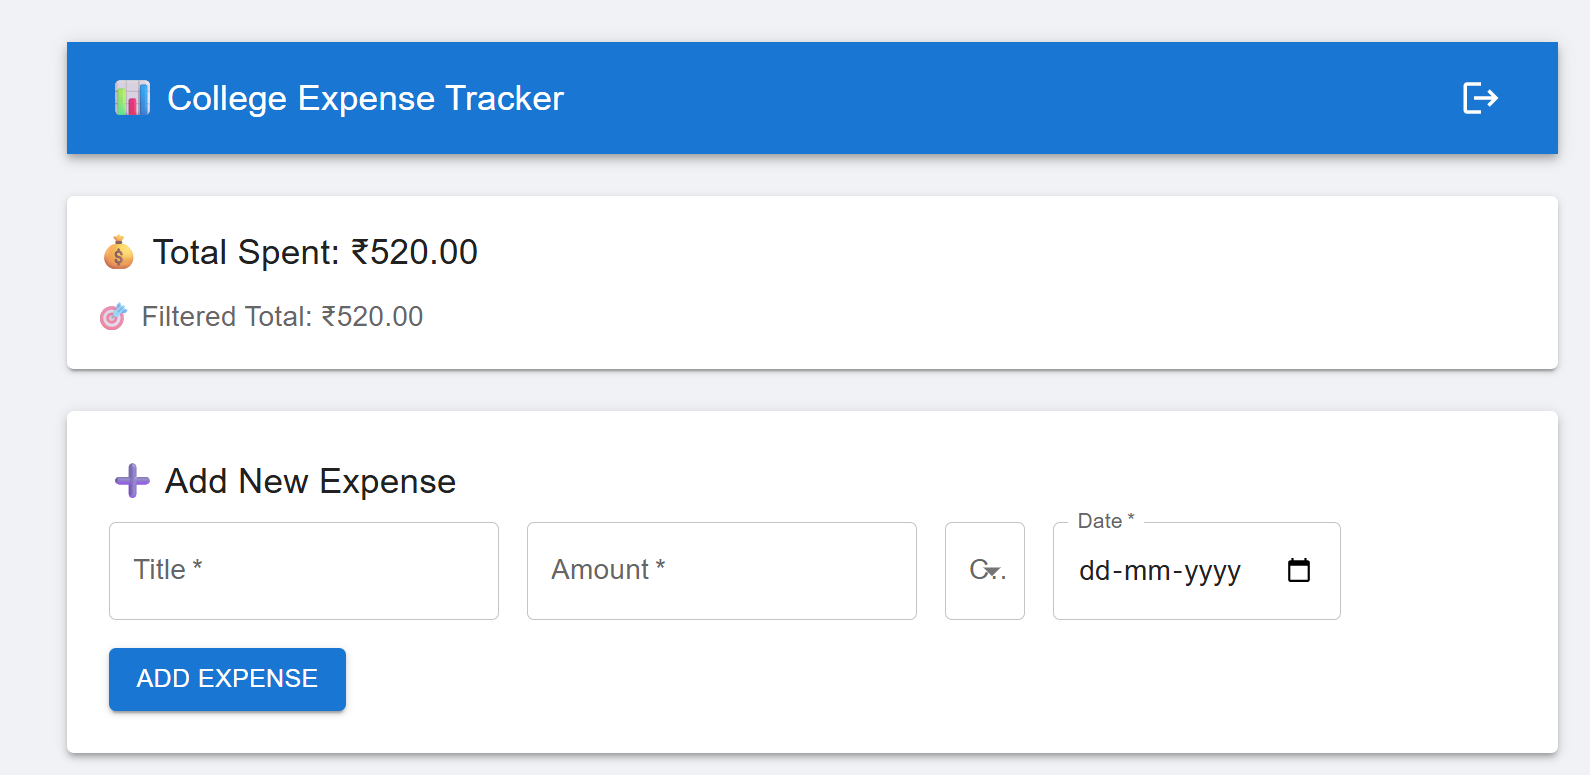 College Expense Tracker
Total Spent: ₹520.00
Filtered Total: ₹520.00
Add New Expense
Title *
Amount *
C...
Date *
dd-mm-yyyy
ADD EXPENSE